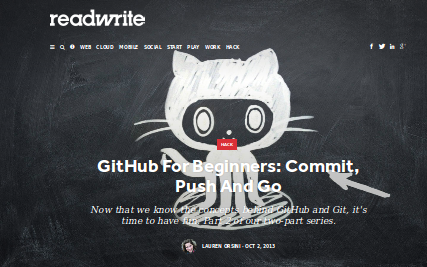 readwrite
WEB CLOUD MOBILE SOCIAL START PLAY WORK HACK
HACK
GitHub For Beginners: Commit,
Push And Go
Now that we know the concepts behind GitHub and Git, it's
time to have fun. Part 2 of our two-part series.
LAUREN ORSINI · OCT 2, 2013